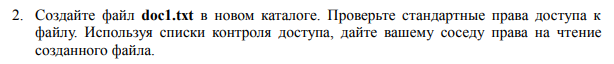 2. Создайте файл doc1.txt в новом каталоге. Проверьте стандартные права доступа к
файлу. Используя списки контроля доступа, дайте вашему соседу права на чтение
созданного файла.